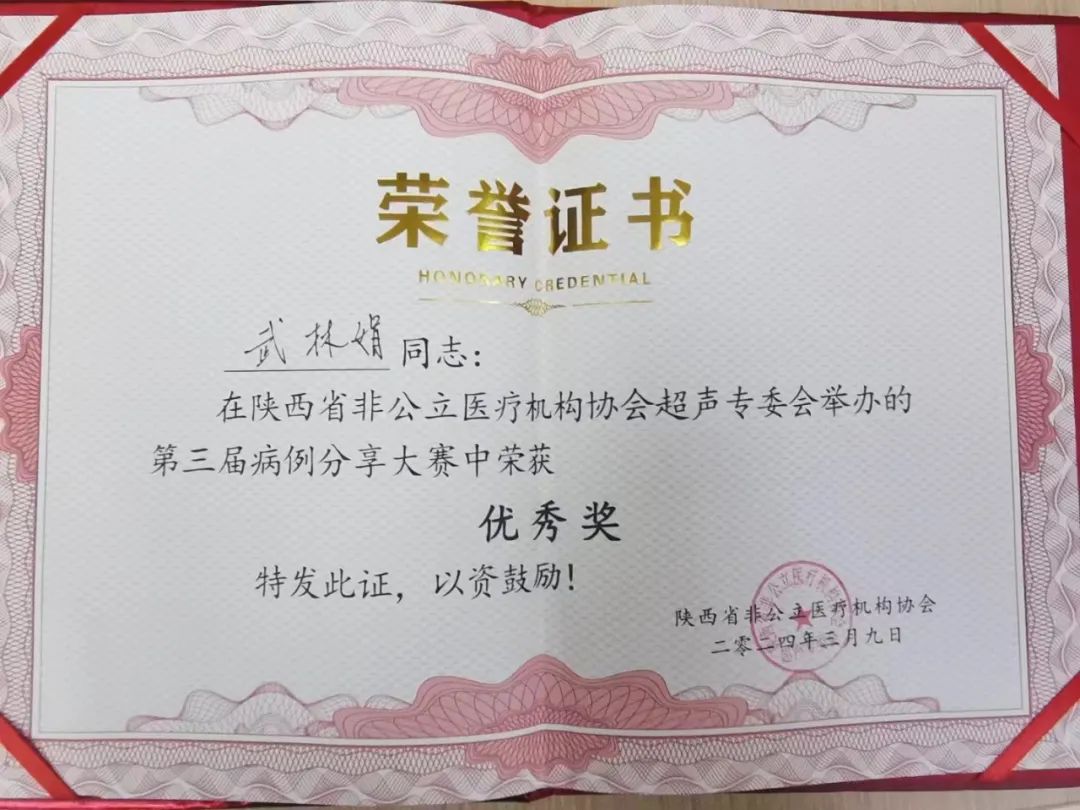 荣誉证书
HONORARY CREDENTIAL
武林娟同志：
在陕西省非公立医疗机构协会超声专委会举办的
第三届病例分享大赛中荣获
优秀奖
特发此证，以资鼓励！
陕西省非公立医疗机构协会
二零二四年三月九日